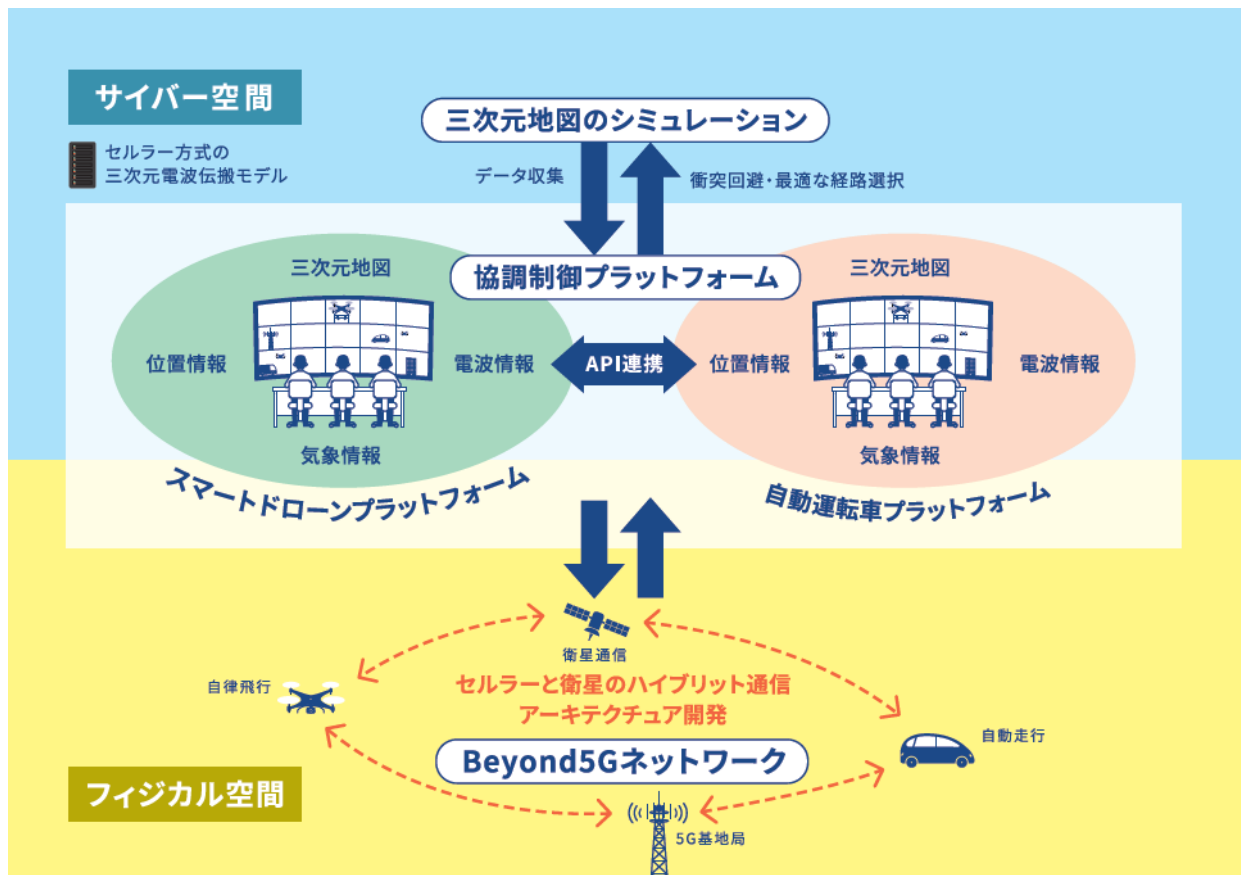 サイバー空間
セルラー方式の
三次元電波伝搬モデル
三次元地図のシミュレーション
データ収集
衝突回避・最適な経路選択
協調制御プラットフォーム
三次元地図
位置情報
電波情報
気象情報
スマートドローンプラットフォーム
API連携
三次元地図
位置情報
電波情報
気象情報
自動運転車プラットフォーム
衛星通信
自律飛行
セルラーと衛星のハイブリット通信
アーキテクチュア開発
自動走行
Beyond5Gネットワーク
フィジカル空間
5G基地局